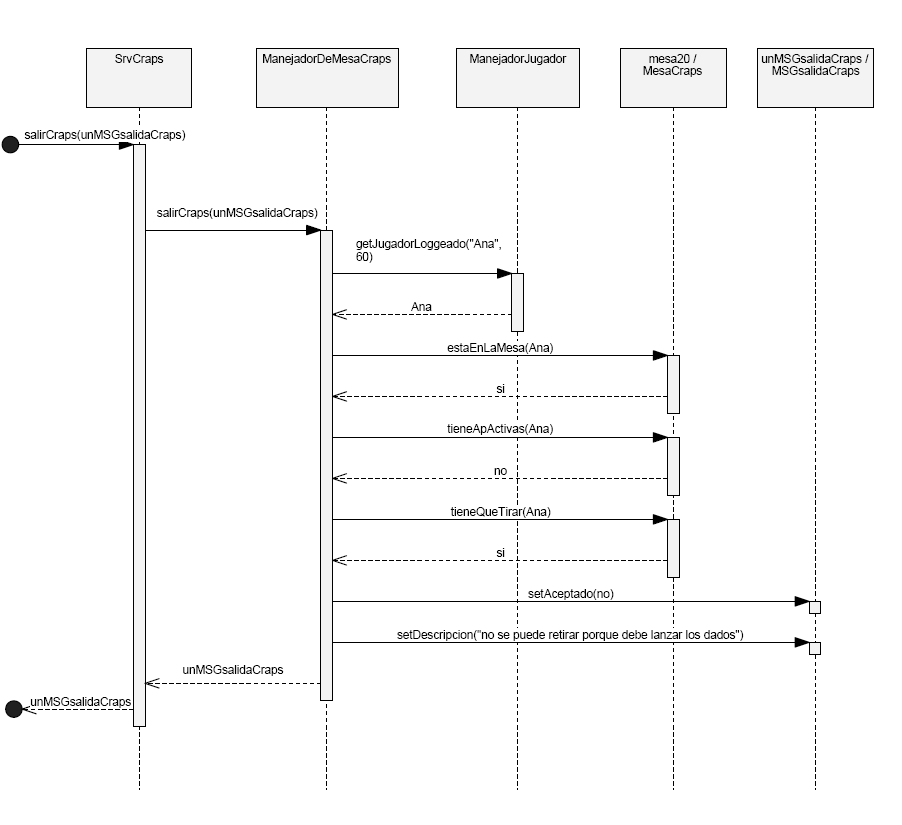 SrvCraps
ManejadorDeMesaCraps
ManejadorJugador
mesa20 /
MesaCraps
unMSGsalidaCraps /
MSGsalidaCraps
salirCraps(unMSGsalidaCraps)
salirCraps(unMSGsalidaCraps)
getJugadorLoggeado("Ana",
60)
Ana
estaEnLaMesa(Ana)
si
tieneApActivas(Ana)
no
tieneQueTirar(Ana)
si
setAceptado(no)
setDescripcion("no se puede retirar porque debe lanzar los dados")
unMSGsalidaCraps
unMSGsalidaCraps